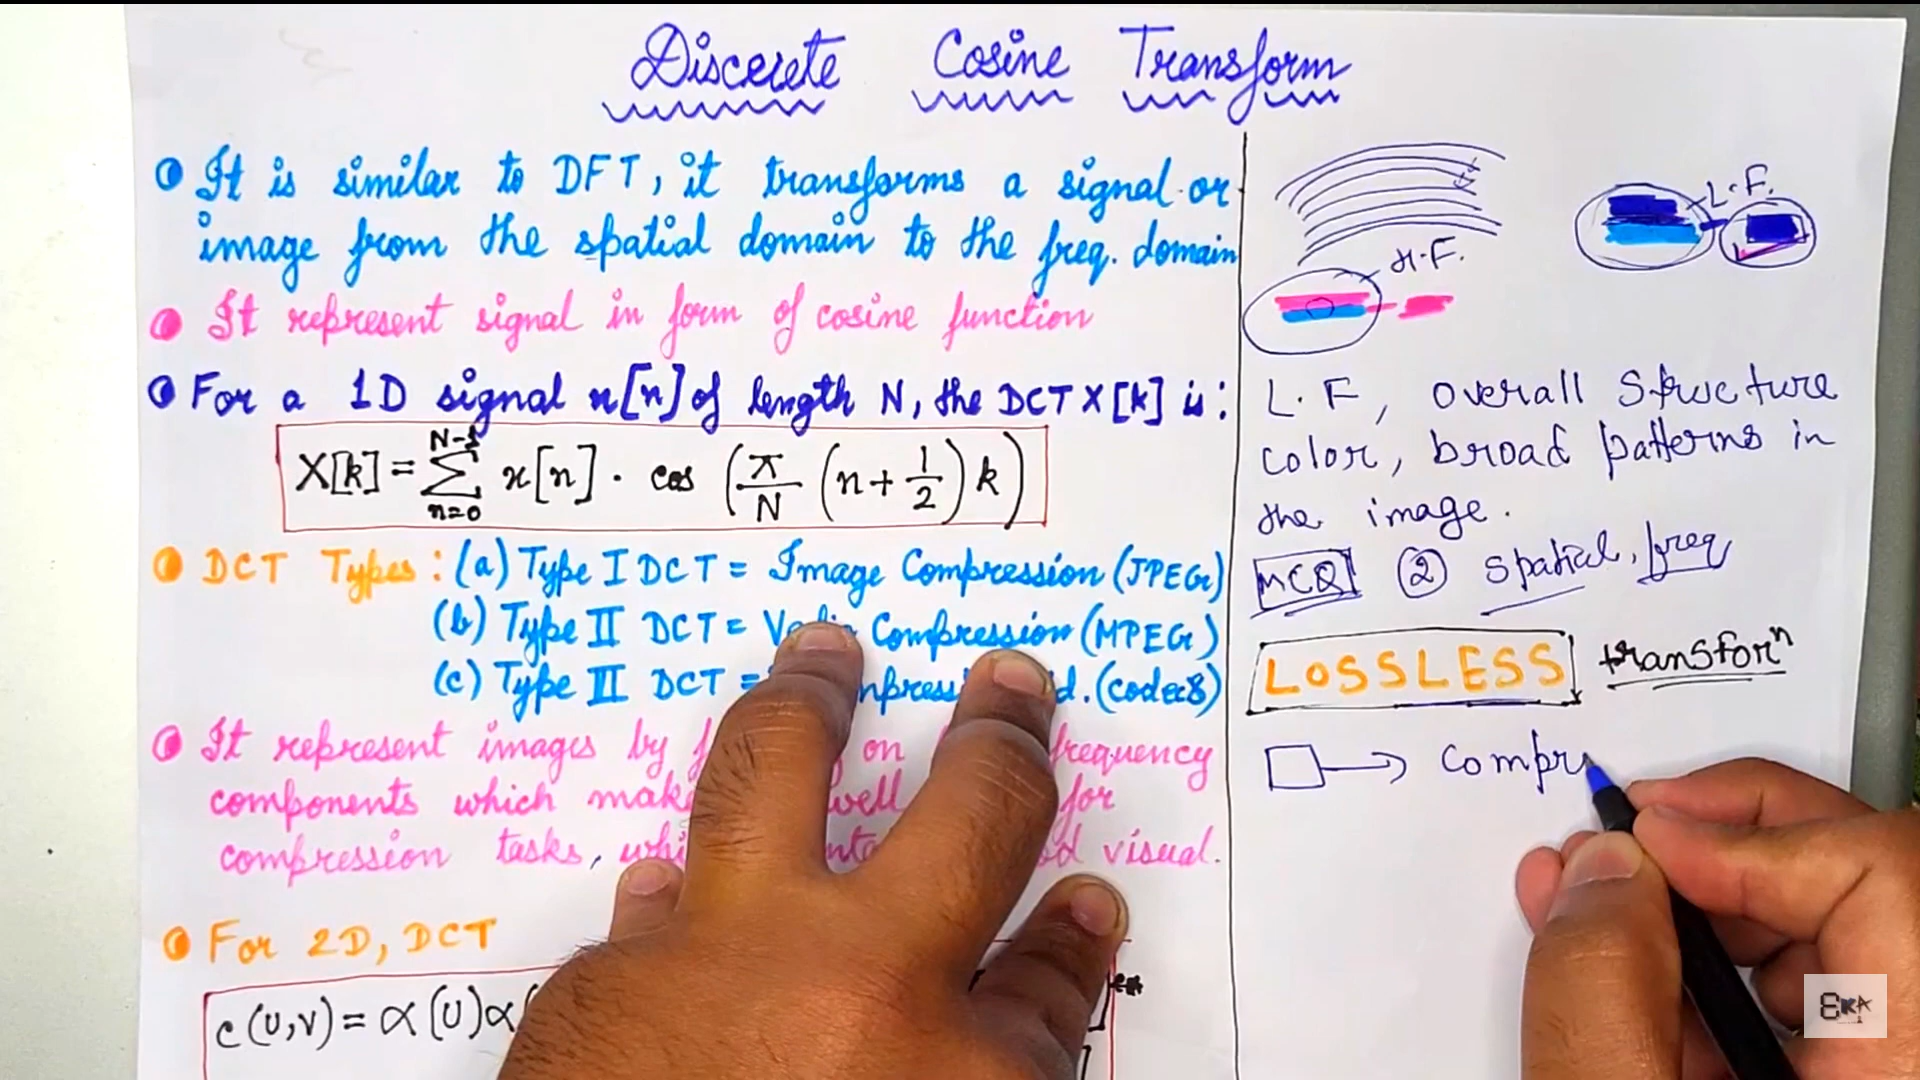 Discrete Cosine Transform
It is similar to DFT, it transforms a signal or
image from the spatial domain to the freq. domain
It represent signal in form of cosine function
For a 1D signal x[n] of length N, the DCT X[k] is:
X[k] = N-1 ∑ n=0 x[n] . cos (π/N (n + 1/2) k)
DCT Types: (a) Type I DCT = Image Compression (JPEG)
(b) Type II DCT = Compression (MPEG)
(c) Type III DCT = (codecs)
It represent images by on frequency
components which well for
compression tasks, visual.
For 2D, DCT
c(u,v) = α(u)α
L.F.
H.F.
L.F, overall structure
color, broad patterns in
the image.
MCQ ② spatial, freq
LOSSLESS transforⁿ
→ Compr
EKA